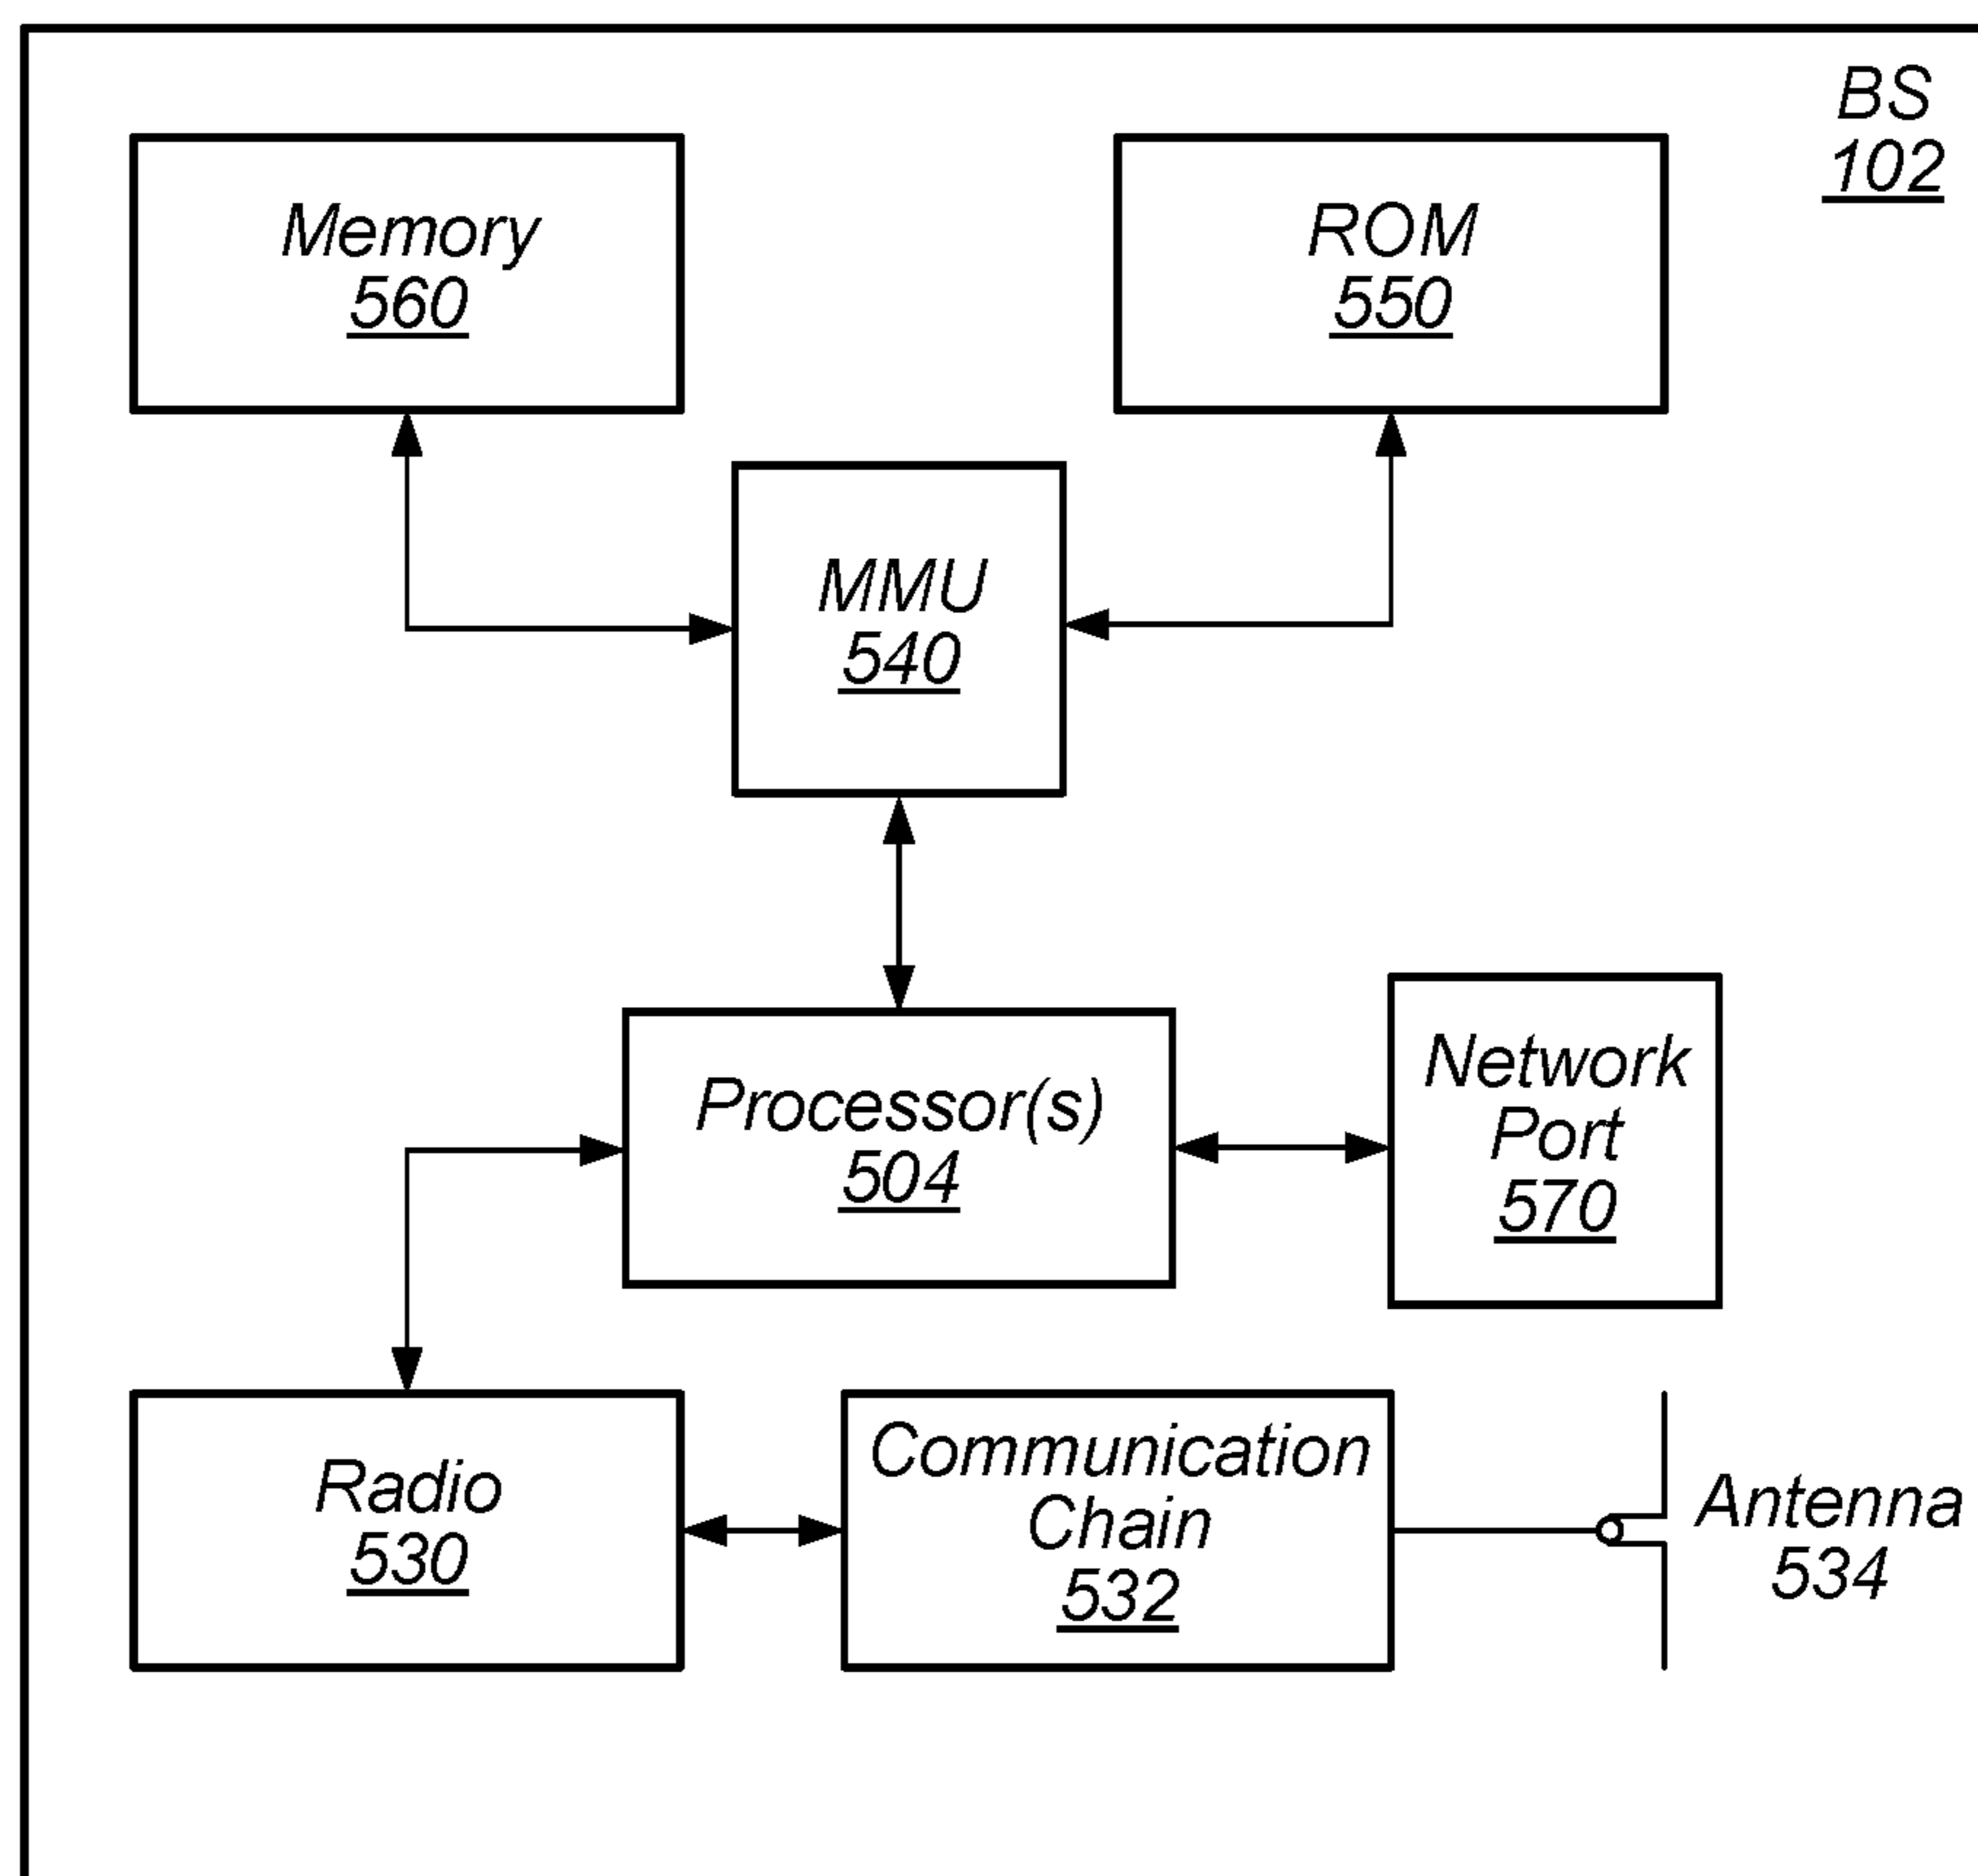 BS
102
Memory
560
ROM
550
MMU
540
Processor(s)
504
Network
Port
570
Radio
530
Communication
Chain
532
Antenna
534